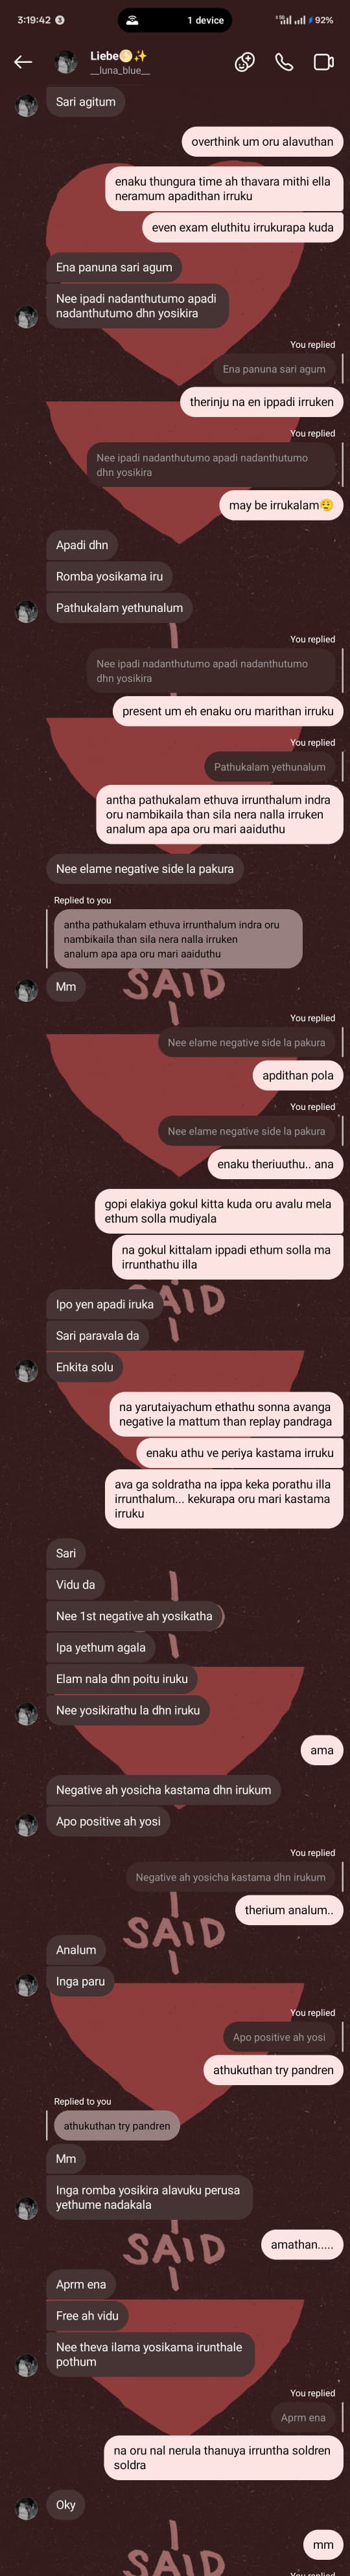 3:19:42
1 device
92%
Liebe🌕✨
__luna_blue__
Sari agitum
overthink um oru alavuthan
enaku thungura time ah thavara mithi ella
neramum apadithan irruku
even exam eluthitu irrukurapa kuda
Ena panuna sari agum
Nee ipadi nadanthutumo apadi
nadanthutumo dhn yosikira
You replied
Ena panuna sari agum
therinju na en ippadi irruken
You replied
Nee ipadi nadanthutumo apadi nadanthutumo
dhn yosikira
may be irrukalam😮‍💨
Apadi dhn
Romba yosikama iru
Pathukalam yethunalum
You replied
Nee ipadi nadanthutumo apadi nadanthutumo
dhn yosikira
present um eh enaku oru marithan irruku
You replied
Pathukalam yethunalum
antha pathukalam ethuva irrunthalum indra
oru nambikaila than sila nera nalla irruken
analum apa apa oru mari aaiduthu
Nee elame negative side la pakura
Replied to you
antha pathukalam ethuva irrunthalum indra oru
nambikaila than sila nera nalla irruken
analum apa apa oru mari aaiduthu
SAID
Mm
You replied
Nee elame negative side la pakura
apdithan pola
You replied
Nee elame negative side la pakura
enaku theriuuthu.. ana
gopi elakiya gokul kitta kuda oru avalu mela
ethum solla mudiyala
na gokul kittalam ippadi ethum solla ma
irrunthathu illa
SAID
Ipo yen apadi iruka
Sari paravala da
Enkita solu
na yarutaiyachum ethathu sonna avanga
negative la mattum than replay pandraga
enaku athu ve periya kastama irruku
ava ga soldratha na ippa keka porathu illa
irrunthalum... kekurapa oru mari kastama
irruku
Sari
Vidu da
Nee 1st negative ah yosikatha
Ipa yethum agala
Elam nala dhn poitu iruku
Nee yosikirathu la dhn iruku
ama
Negative ah yosicha kastama dhn irukum
Apo positive ah yosi
You replied
Negative ah yosicha kastama dhn irukum
therium analum..
SAID
Analum
Inga paru
You replied
Apo positive ah yosi
athukuthan try pandren
Replied to you
athukuthan try pandren
Mm
Inga romba yosikira alavuku perusa
yethume nadakala
SAID
amathan.....
Aprm ena
Free ah vidu
Nee theva ilama yosikama irunthale
pothum
You replied
Aprm ena
na oru nal nerula thanuya irruntha soldren
soldra
Oky
mm
SAID
You replied